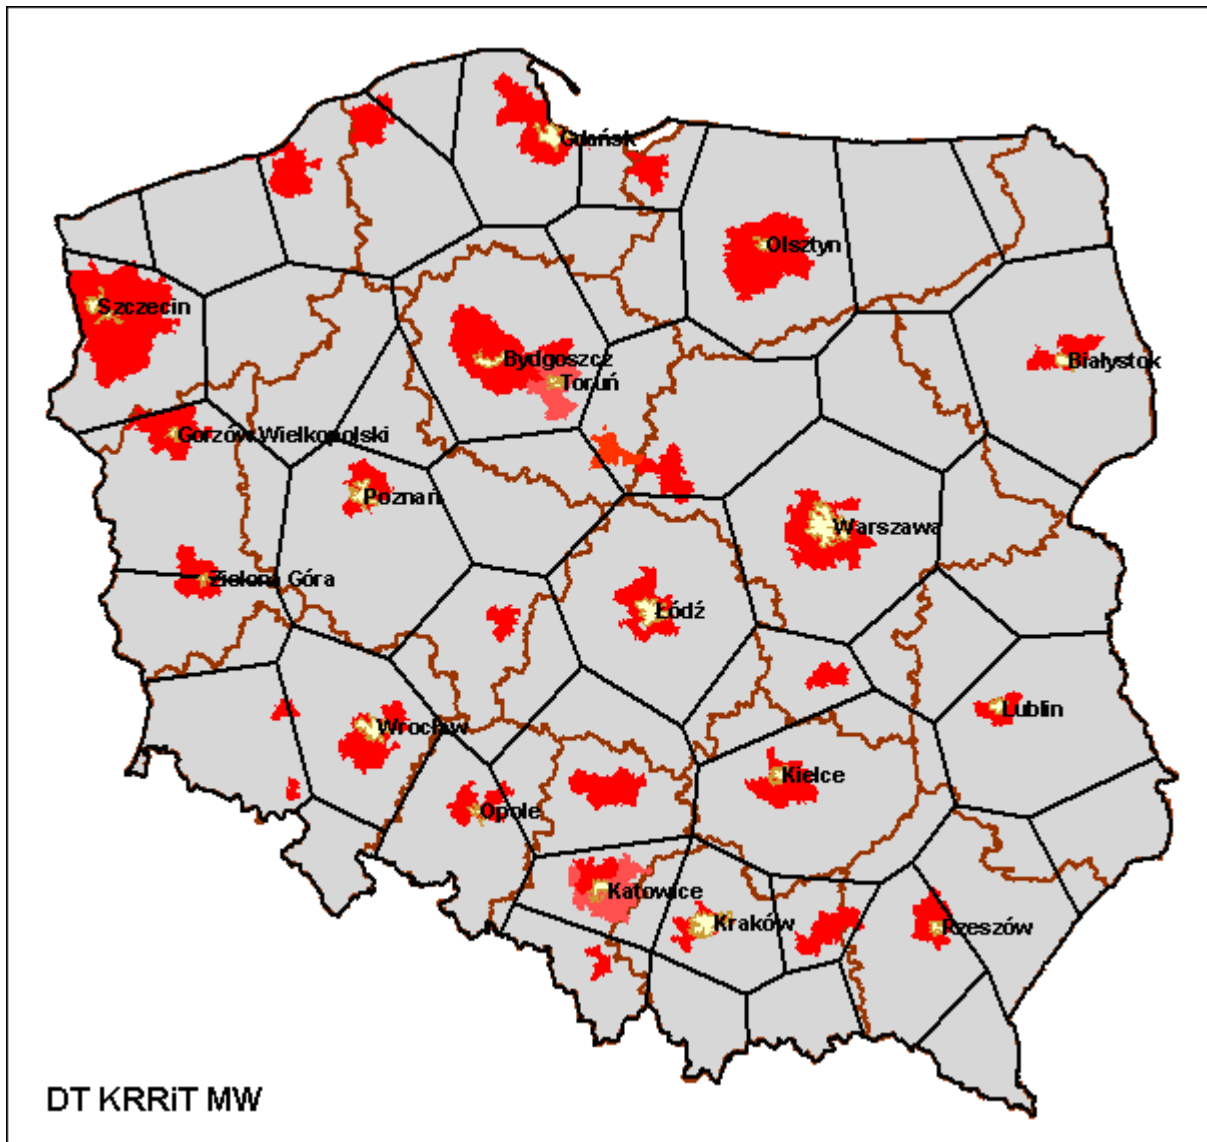 Gdańsk
Olsztyn
Szczecin
Bydgoszcz
Białystok
Toruń
Gorzów Wielkopolski
Poznań
Warszawa
Zielona Góra
Łódź
Lublin
Wrocław
Kielce
Opole
Katowice
Kraków
Rzeszów
DT KRRiT MW